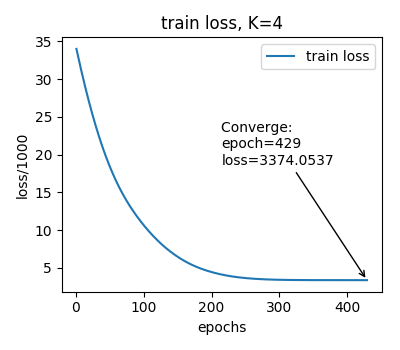 train loss, K=4
35
30
25
20
15
10
5
loss/1000
train loss
Converge:
epoch=429
loss=3374.0537
0 100 200 300 400
epochs